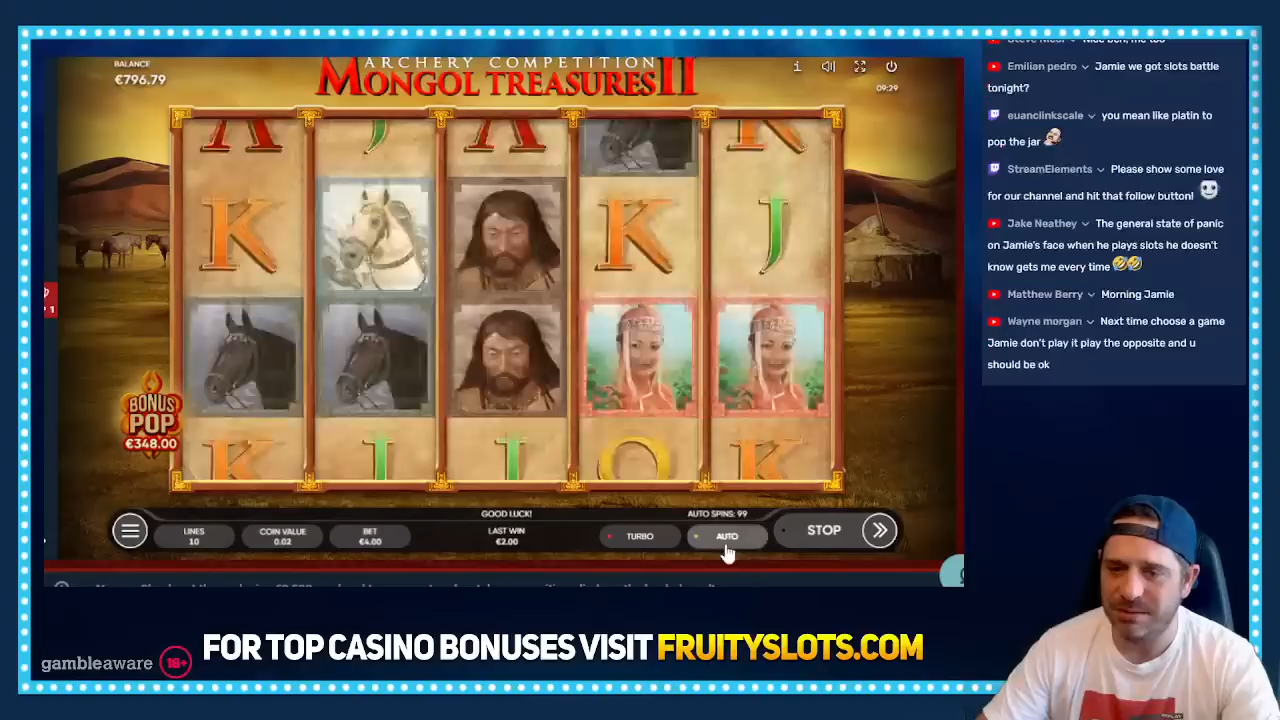 BALANCE
€796.79
ARCHERY COMPETITION
MONGOL TREASURES II
09:29
A J A K
K K J
K J J Q K
BONUS
POP
€348.00
1
GOOD LUCK!
AUTO SPINS: 99
LINES
10
COIN VALUE
0.02
BET
€4.00
LAST WIN
€2.00
TURBO
AUTO
STOP
Emilian pedro Jamie we got slots battle
tonight?
euanclinkscale you mean like platin to
pop the jar
StreamElements Please show some love
for our channel and hit that follow button!
Jake Neathey The general state of panic
on Jamie's face when he plays slots he doesn't
know gets me every time 🤣🤣
Matthew Berry Morning Jamie
Wayne morgan Next time choose a game
Jamie don't play it play the opposite and u
should be ok
gambleaware 18+
FOR TOP CASINO BONUSES VISIT FRUITYSLOTS.COM